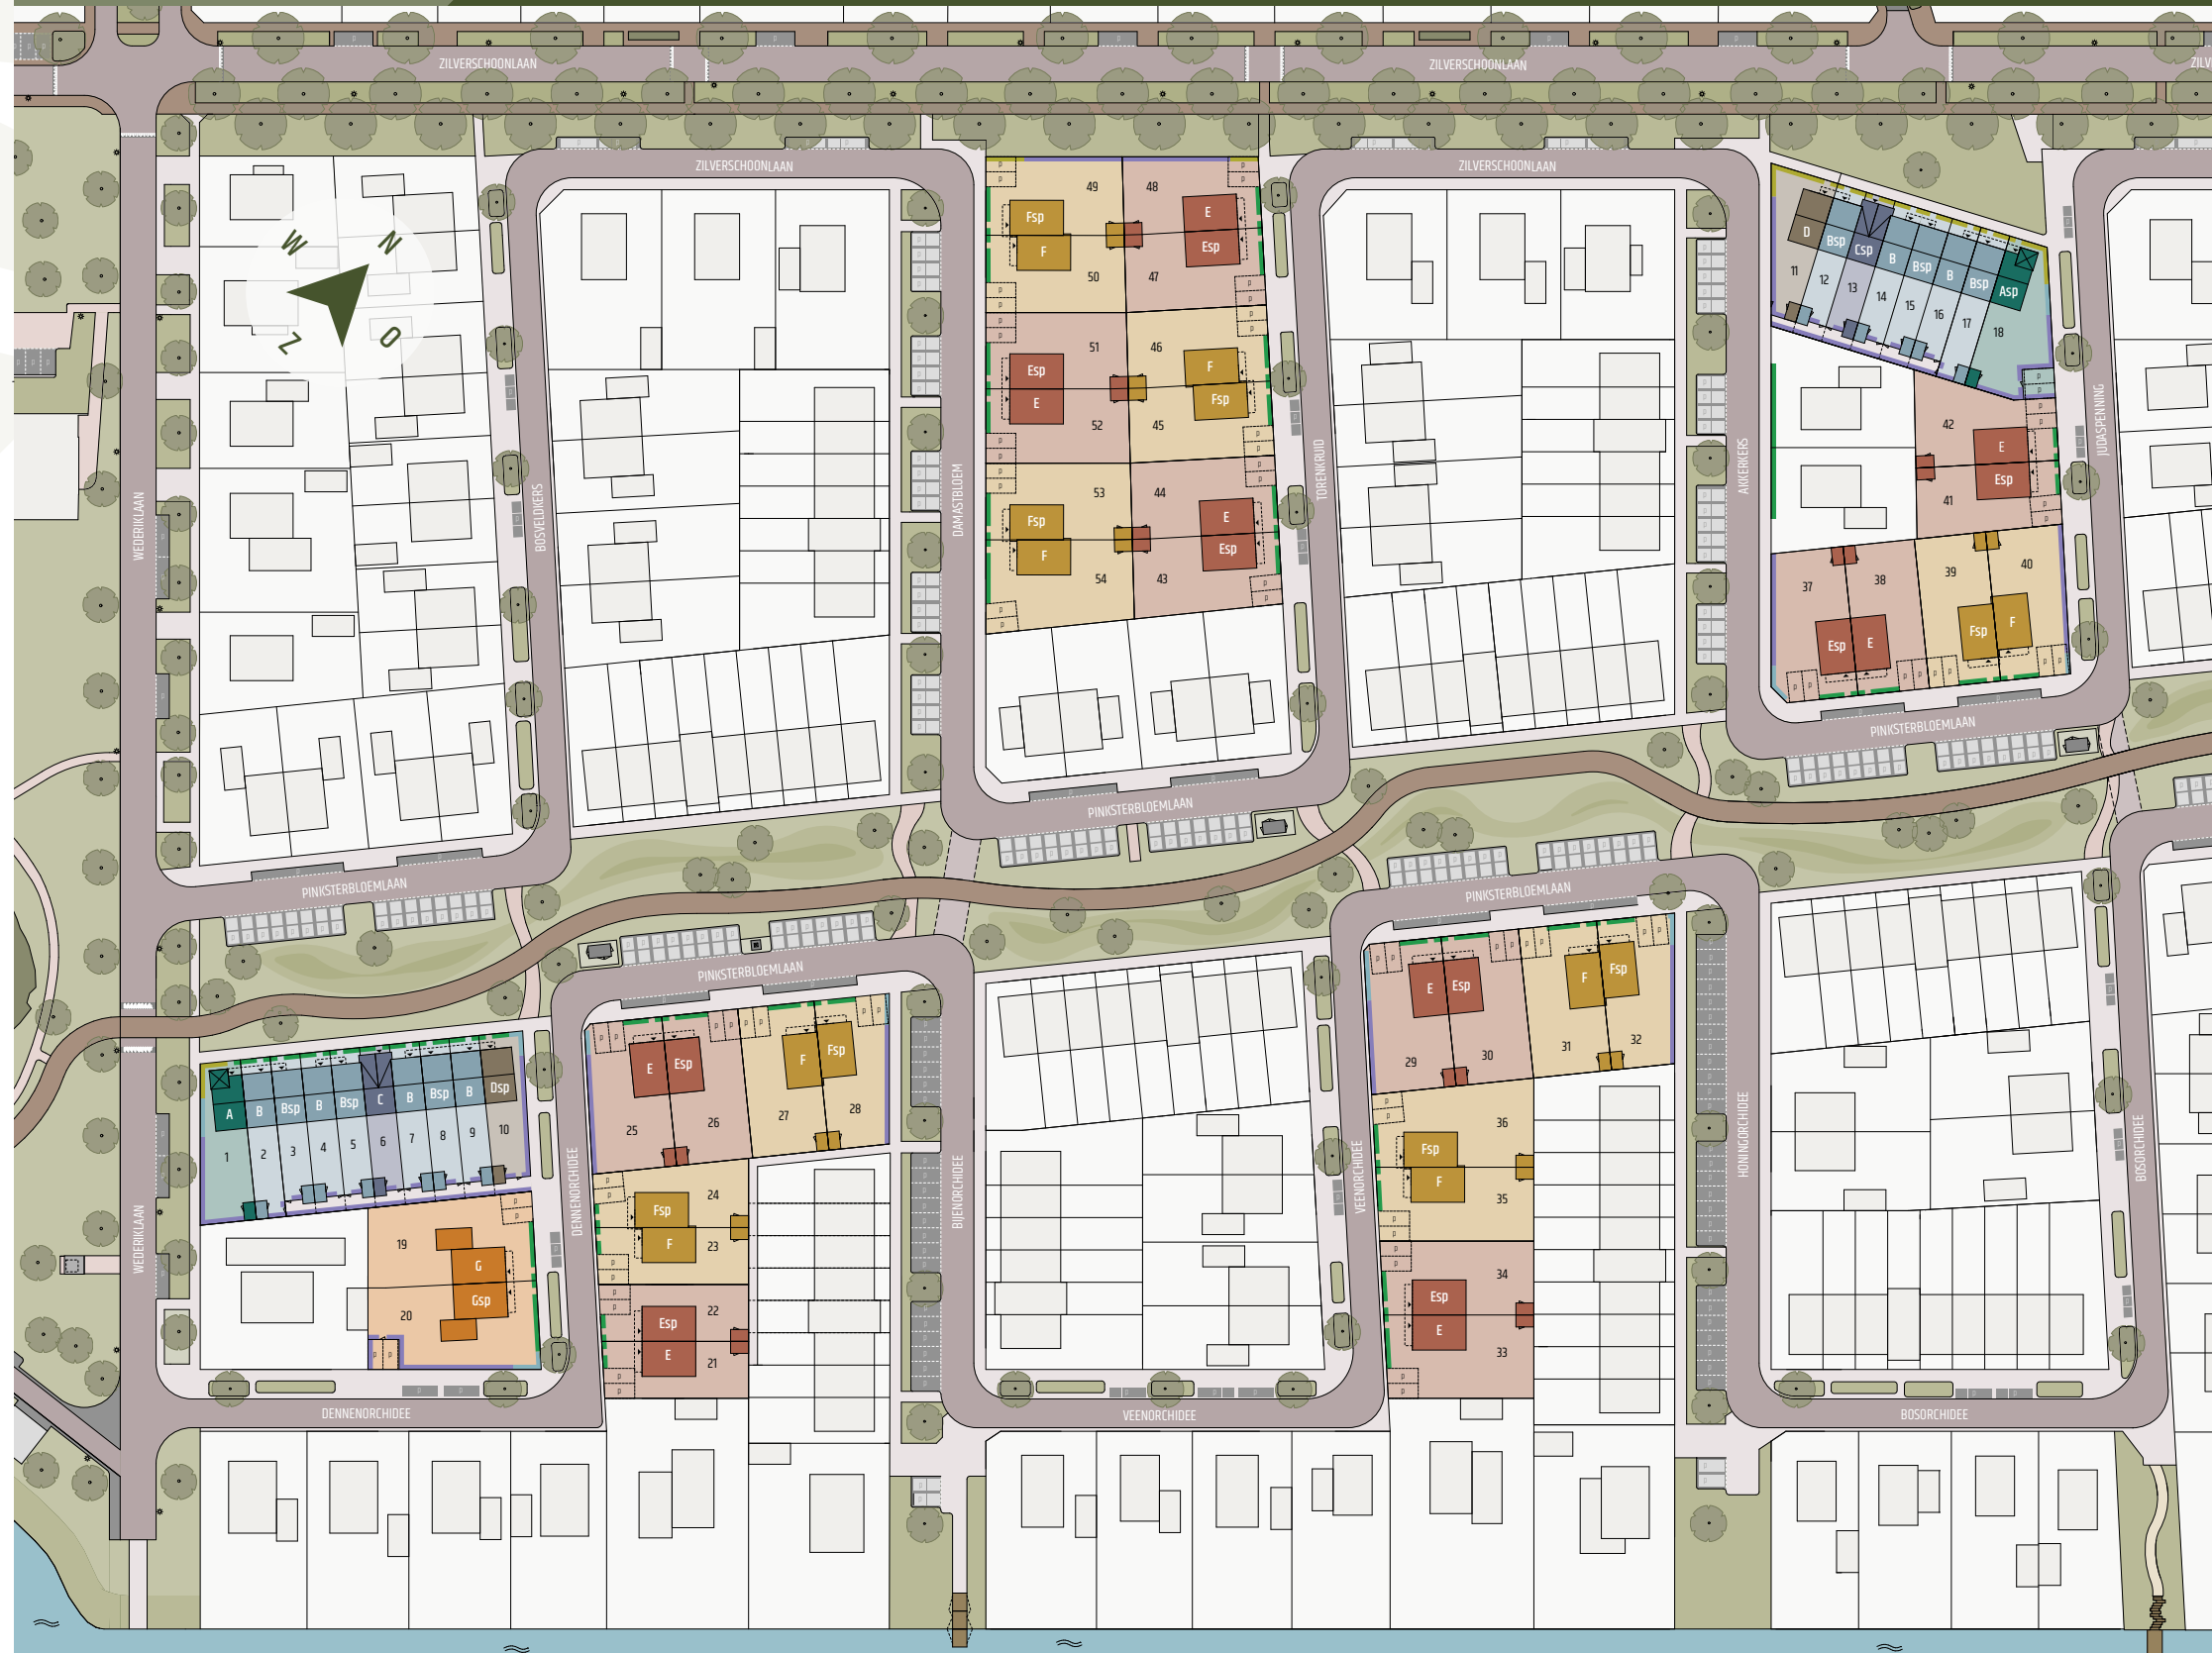 ZILVERSCHOONLAAN
ZILVERSCHOONLAAN
ZILV
ZILVERSCHOONLAAN
ZILVERSCHOONLAAN
W
N
Z
O
WEDERIKLAAN
BOSVELDKERS
DAMASTBLOEM
TORENKRUID
AKKERKERS
JUDASPENNING
49
48
Fsp
F
E
Esp
50
47
51
46
Esp
E
F
Fsp
52
45
53
44
Fsp
F
E
Esp
54
43
D
Bsp
Csp
B
Bsp
B
Bsp
Asp
11
12
13
14
15
16
17
18
42
E
Esp
41
37
38
39
40
Esp
E
Fsp
F
PINKSTERBLOEMLAAN
PINKSTERBLOEMLAAN
PINKSTERBLOEMLAAN
PINKSTERBLOEMLAAN
PINKSTERBLOEMLAAN
A
B
Bsp
B
Bsp
C
B
Bsp
B
Dsp
1
2
3
4
5
6
7
8
9
10
E
Esp
F
Fsp
25
26
27
28
E
Esp
F
Fsp
29
30
31
32
WEDERIKLAAN
DENNENORCHIDEE
BIJENORCHIDEE
VEENORCHIDEE
HONINGORCHIDEE
BOSORCHIDEE
19
G
Gsp
20
24
Fsp
F
23
22
Esp
E
21
36
Fsp
F
35
34
Esp
E
33
DENNENORCHIDEE
VEENORCHIDEE
BOSORCHIDEE